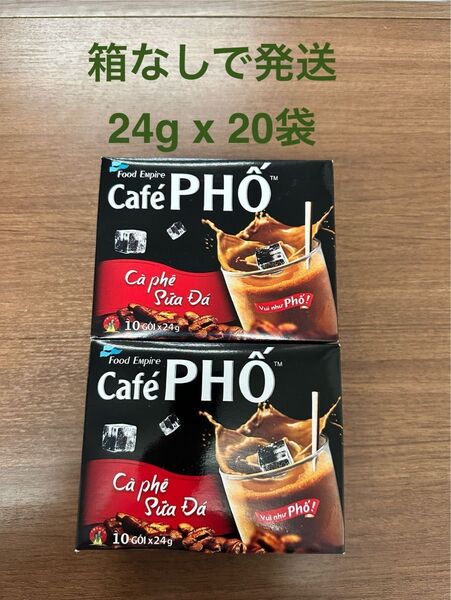 箱なしで発送
24g x 20袋
Food Empire
Café PHỐ™
Cà phê
Sữa Đá
Vui như Phố!
10 GÓI x 24g
Food Empire
Café PHỐ™
Cà phê
Sữa Đá
Vui như Phố!
10 GÓI x 24g